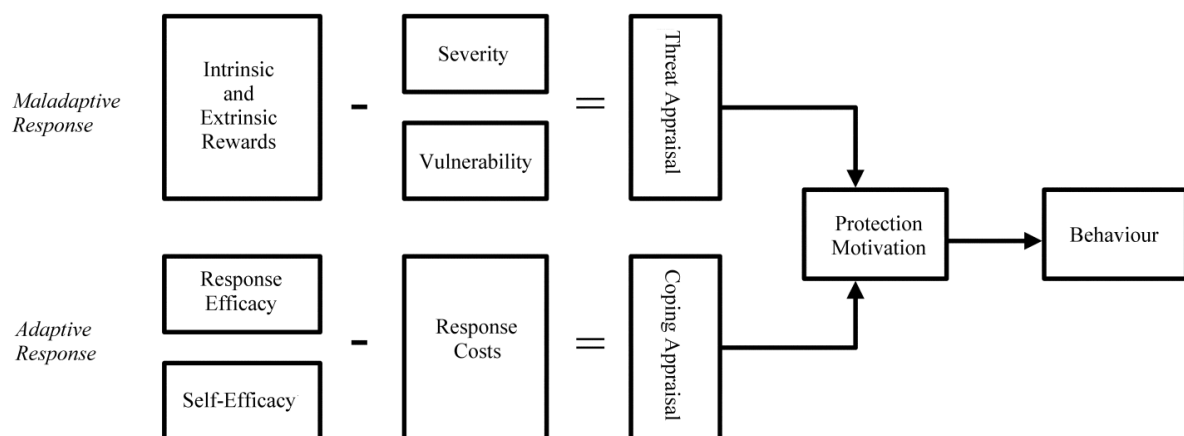 Maladaptive
Response
Intrinsic
and
Extrinsic
Rewards
-
Severity
Vulnerability
=
Threat Appraisal
Adaptive
Response
Response
Efficacy
Self-Efficacy
-
Response
Costs
=
Coping Appraisal
Protection
Motivation
Behaviour